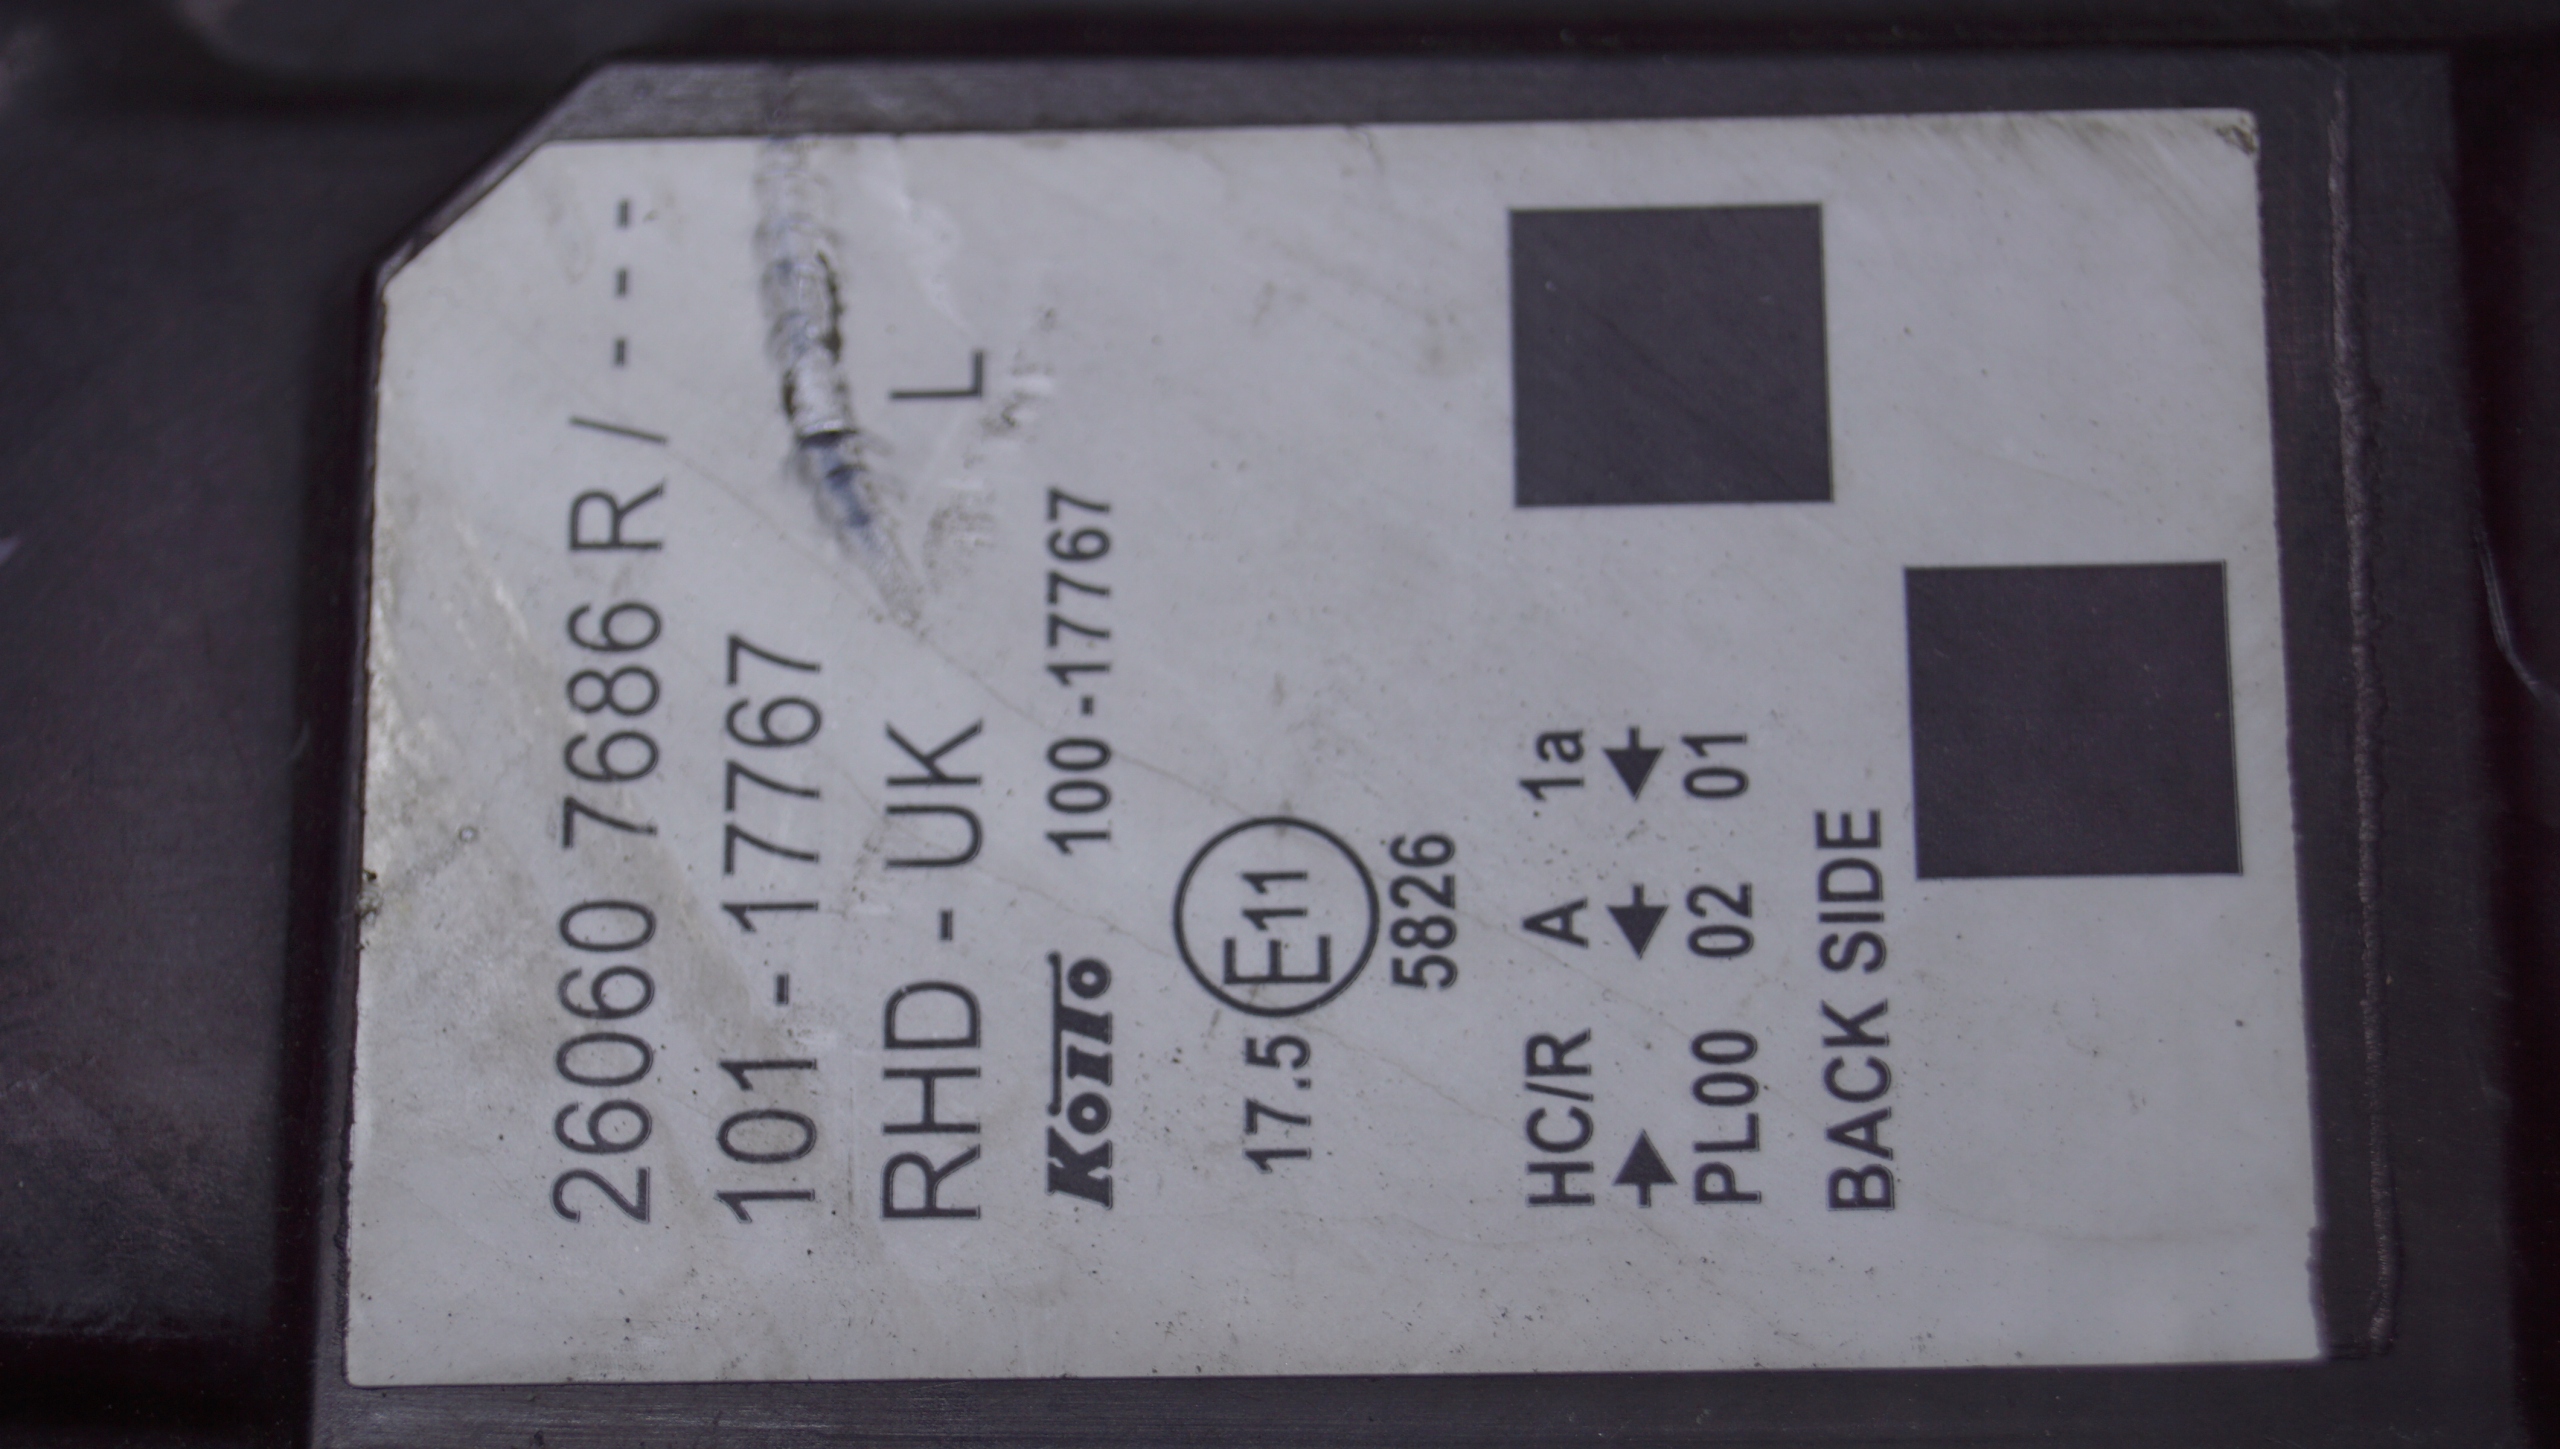 26060 7686 R / - - -
101 - 17767
RHD - UK L
KOITO 100-17767
17.5 E11
5826
HC/R A 1a
→ ← ←
PL00 02 01
BACK SIDE